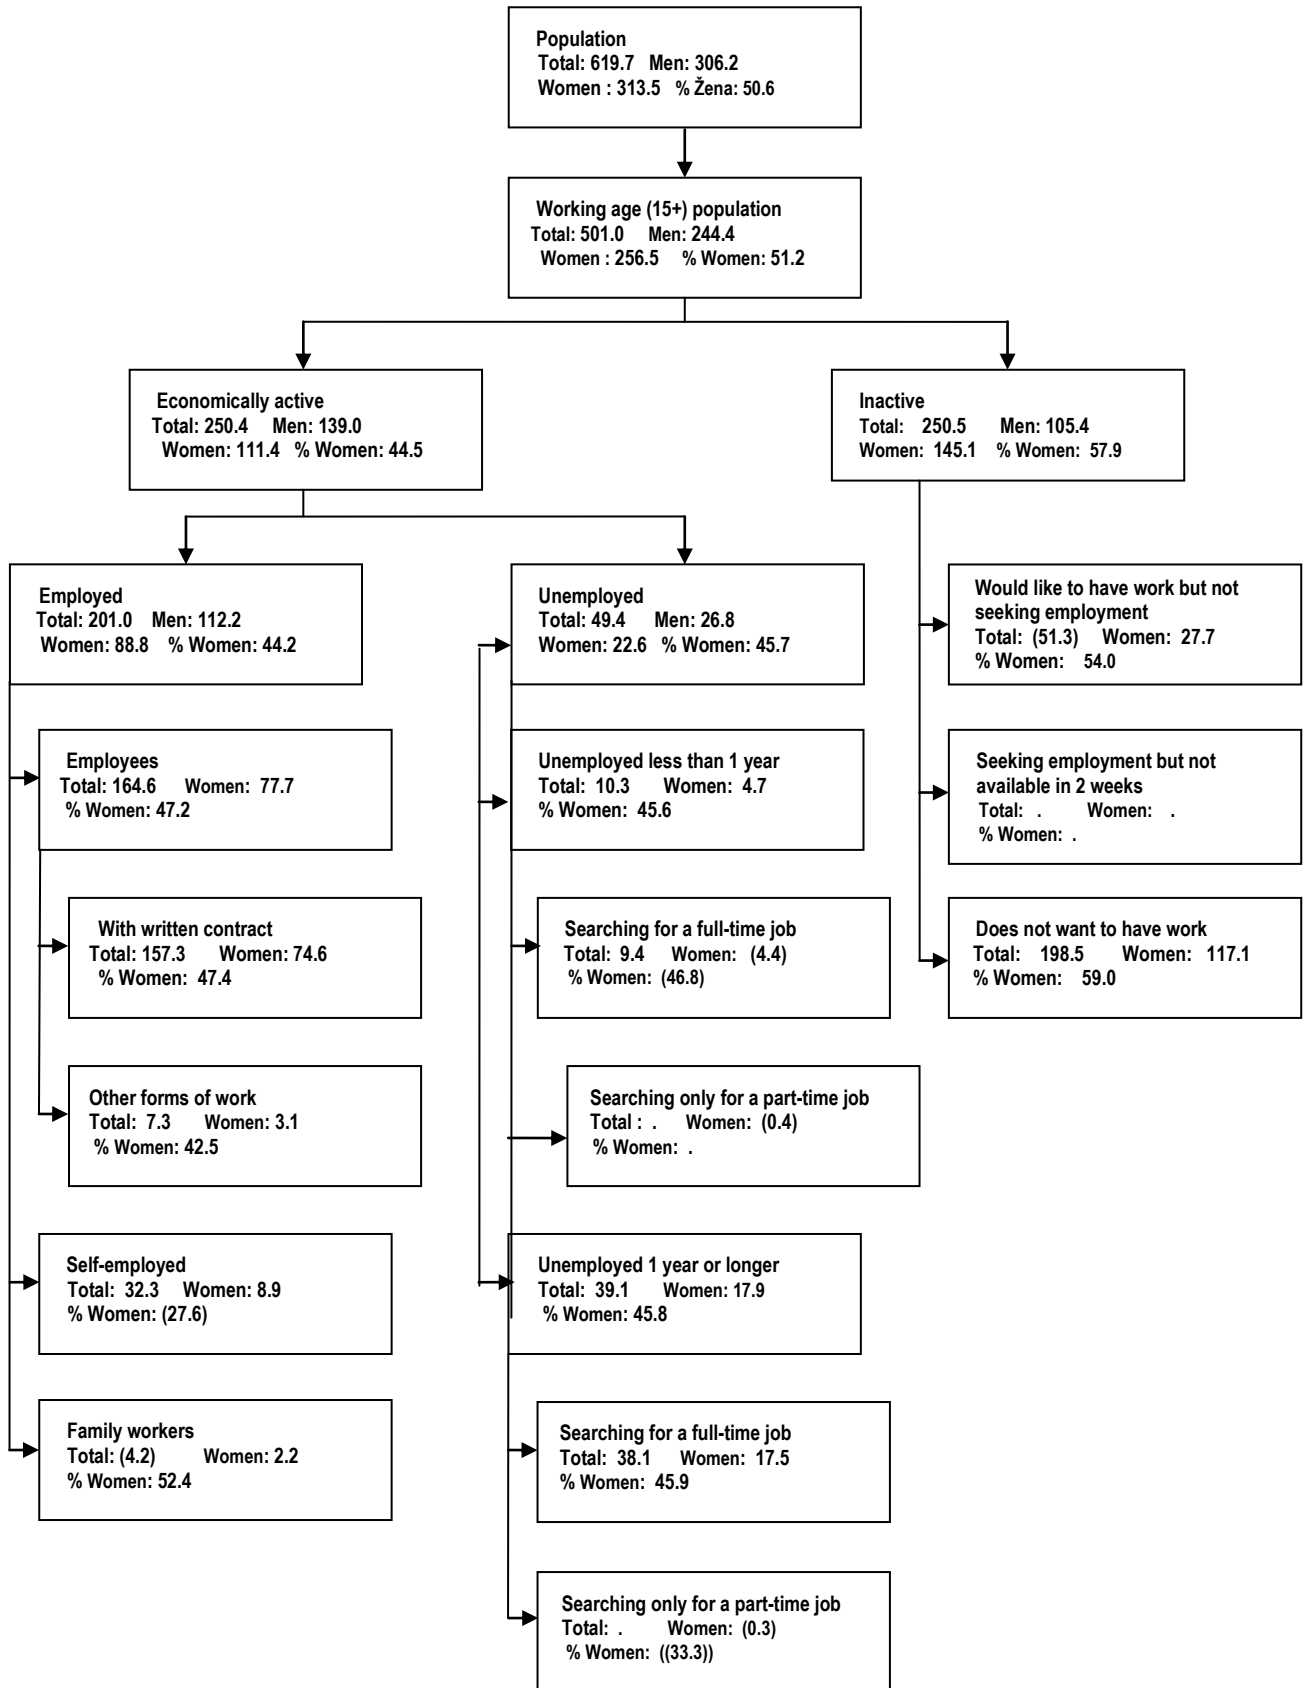 Population
Total: 619.7 Men: 306.2
Women : 313.5 % Žena: 50.6
Working age (15+) population
Total: 501.0 Men: 244.4
Women : 256.5 % Women: 51.2
Economically active
Total: 250.4 Men: 139.0
Women: 111.4 % Women: 44.5
Inactive
Total: 250.5 Men: 105.4
Women: 145.1 % Women: 57.9
Employed
Total: 201.0 Men: 112.2
Women: 88.8 % Women: 44.2
Employees
Total: 164.6 Women: 77.7
% Women: 47.2
With written contract
Total: 157.3 Women: 74.6
% Women: 47.4
Other forms of work
Total: 7.3 Women: 3.1
% Women: 42.5
Self-employed
Total: 32.3 Women: 8.9
% Women: (27.6)
Family workers
Total: (4.2) Women: 2.2
% Women: 52.4
Unemployed
Total: 49.4 Men: 26.8
Women: 22.6 % Women: 45.7
Unemployed less than 1 year
Total: 10.3 Women: 4.7
% Women: 45.6
Searching for a full-time job
Total: 9.4 Women: (4.4)
% Women: (46.8)
Searching only for a part-time job
Total : . Women: (0.4)
% Women: .
Unemployed 1 year or longer
Total: 39.1 Women: 17.9
% Women: 45.8
Searching for a full-time job
Total: 38.1 Women: 17.5
% Women: 45.9
Searching only for a part-time job
Total: . Women: (0.3)
% Women: ((33.3))
Would like to have work but not
seeking employment
Total: (51.3) Women: 27.7
% Women: 54.0
Seeking employment but not
available in 2 weeks
Total: . Women: .
% Women: .
Does not want to have work
Total: 198.5 Women: 117.1
% Women: 59.0